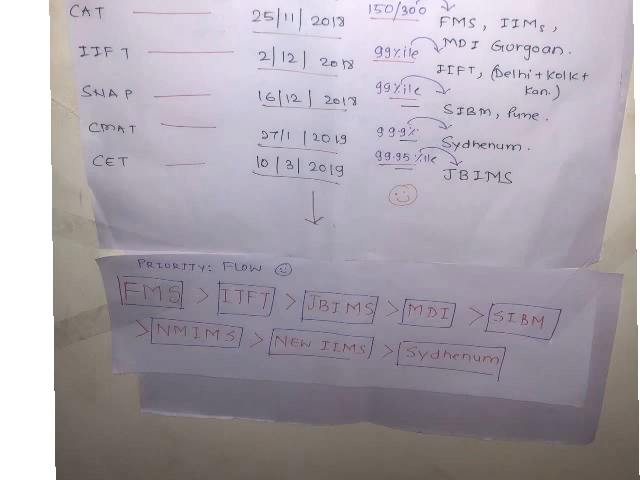 CAT 25/11/2018 150/300 FMS, IIMs,
MDI Gurgoan.
IIFT 2/12/2018 99%ile IIFT, (Delhi+Kolk+
Kan.)
SNAP 16/12/2018 99%ile SIBM, Pune.
CMAT 27/1/2019 99.9% Sydhenum.
CET 10/3/2019 99.95%ile JBIMS
PRIORITY: FLOW
FMS > IIFT > JBIMS > MDI > SIBM
> NMIMS > NEW IIMS > Sydhenum